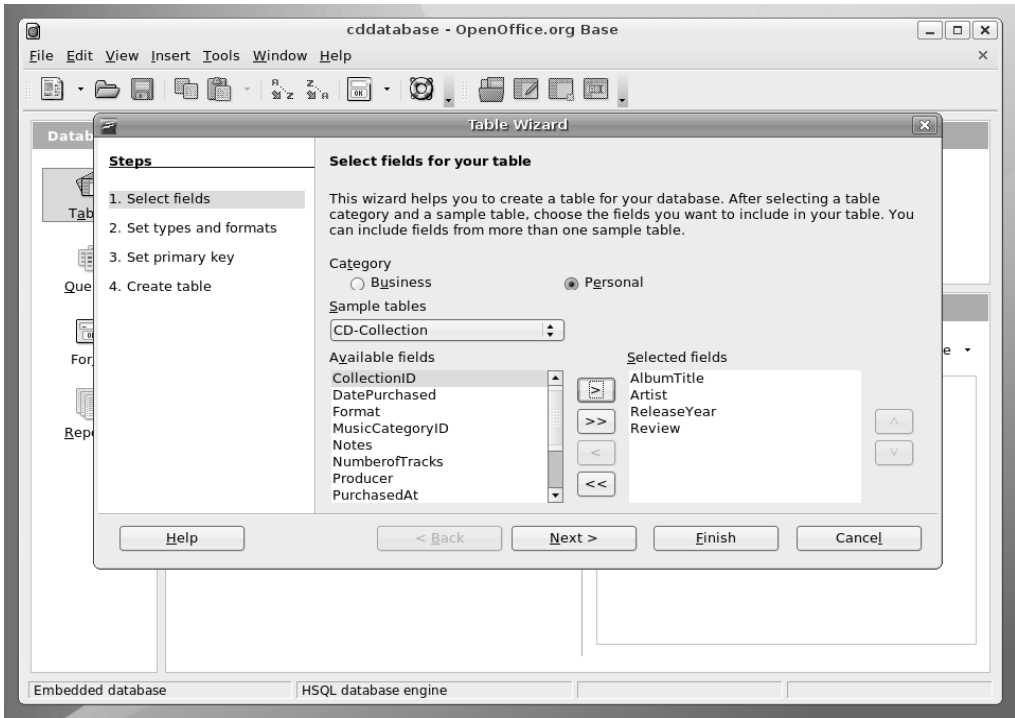 cddatabase - OpenOffice.org Base
File Edit View Insert Tools Window Help
Table Wizard
Steps
1. Select fields
2. Set types and formats
3. Set primary key
4. Create table
Select fields for your table
This wizard helps you to create a table for your database. After selecting a table
category and a sample table, choose the fields you want to include in your table. You
can include fields from more than one sample table.
Category
Business Personal
Sample tables
CD-Collection
Available fields
CollectionID
DatePurchased
Format
MusicCategoryID
Notes
NumberofTracks
Producer
PurchasedAt
>
>>
<
<<
Selected fields
AlbumTitle
Artist
ReleaseYear
Review
Help < Back Next > Finish Cancel
Embedded database HSQL database engine